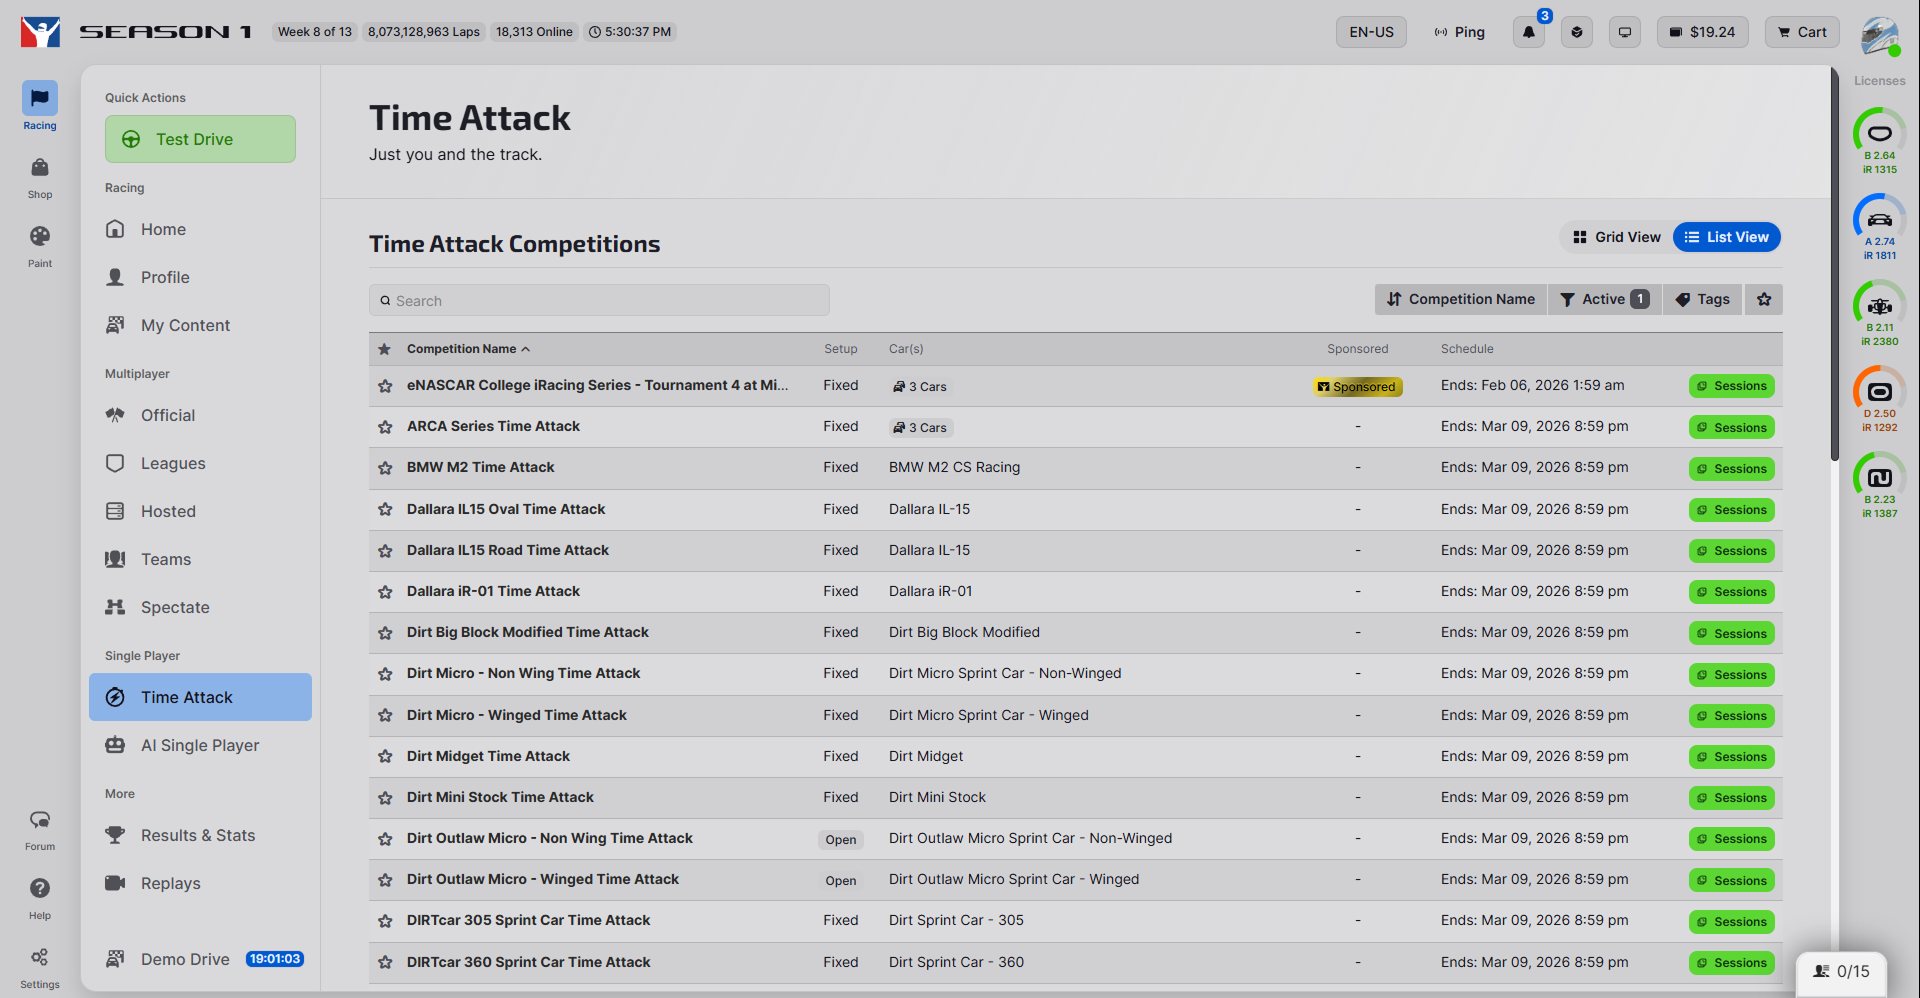 SEASON 1
Week 8 of 13
8,073,128,963 Laps
18,313 Online
5:30:37 PM
EN-US
Ping
3
$19.24
Cart
Racing
Shop
Paint
Forum
Help
Settings
Quick Actions
Test Drive
Racing
Home
Profile
My Content
Multiplayer
Official
Leagues
Hosted
Teams
Spectate
Single Player
Time Attack
AI Single Player
More
Results & Stats
Replays
Demo Drive 19:01:03
Time Attack
Just you and the track.
Time Attack Competitions
Grid View
List View
Search
Competition Name
Active 1
Tags
Competition Name Setup Car(s) Sponsored Schedule
eNASCAR College iRacing Series - Tournament 4 at Mi... Fixed 3 Cars Sponsored Ends: Feb 06, 2026 1:59 am Sessions
ARCA Series Time Attack Fixed 3 Cars - Ends: Mar 09, 2026 8:59 pm Sessions
BMW M2 Time Attack Fixed BMW M2 CS Racing - Ends: Mar 09, 2026 8:59 pm Sessions
Dallara IL15 Oval Time Attack Fixed Dallara IL-15 - Ends: Mar 09, 2026 8:59 pm Sessions
Dallara IL15 Road Time Attack Fixed Dallara IL-15 - Ends: Mar 09, 2026 8:59 pm Sessions
Dallara iR-01 Time Attack Fixed Dallara iR-01 - Ends: Mar 09, 2026 8:59 pm Sessions
Dirt Big Block Modified Time Attack Fixed Dirt Big Block Modified - Ends: Mar 09, 2026 8:59 pm Sessions
Dirt Micro - Non Wing Time Attack Fixed Dirt Micro Sprint Car - Non-Winged - Ends: Mar 09, 2026 8:59 pm Sessions
Dirt Micro - Winged Time Attack Fixed Dirt Micro Sprint Car - Winged - Ends: Mar 09, 2026 8:59 pm Sessions
Dirt Midget Time Attack Fixed Dirt Midget - Ends: Mar 09, 2026 8:59 pm Sessions
Dirt Mini Stock Time Attack Fixed Dirt Mini Stock - Ends: Mar 09, 2026 8:59 pm Sessions
Dirt Outlaw Micro - Non Wing Time Attack Open Dirt Outlaw Micro Sprint Car - Non-Winged - Ends: Mar 09, 2026 8:59 pm Sessions
Dirt Outlaw Micro - Winged Time Attack Open Dirt Outlaw Micro Sprint Car - Winged - Ends: Mar 09, 2026 8:59 pm Sessions
DIRTcar 305 Sprint Car Time Attack Fixed Dirt Sprint Car - 305 - Ends: Mar 09, 2026 8:59 pm Sessions
DIRTcar 360 Sprint Car Time Attack Fixed Dirt Sprint Car - 360 - Ends: Mar 09, 2026 8:59 pm Sessions
Licenses
B 2.64
iR 1315
A 2.74
iR 1811
B 2.11
iR 2380
D 2.50
iR 1292
B 2.23
iR 1387
0/15